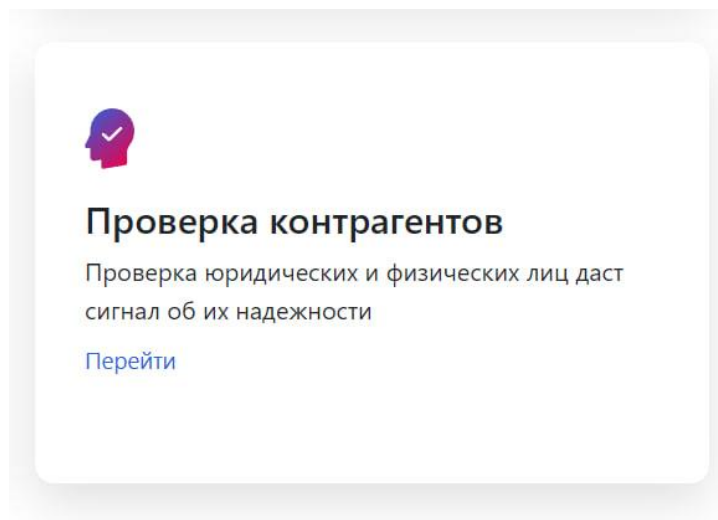 Проверка контрагентов
Проверка юридических и физических лиц даст
сигнал об их надежности
Перейти